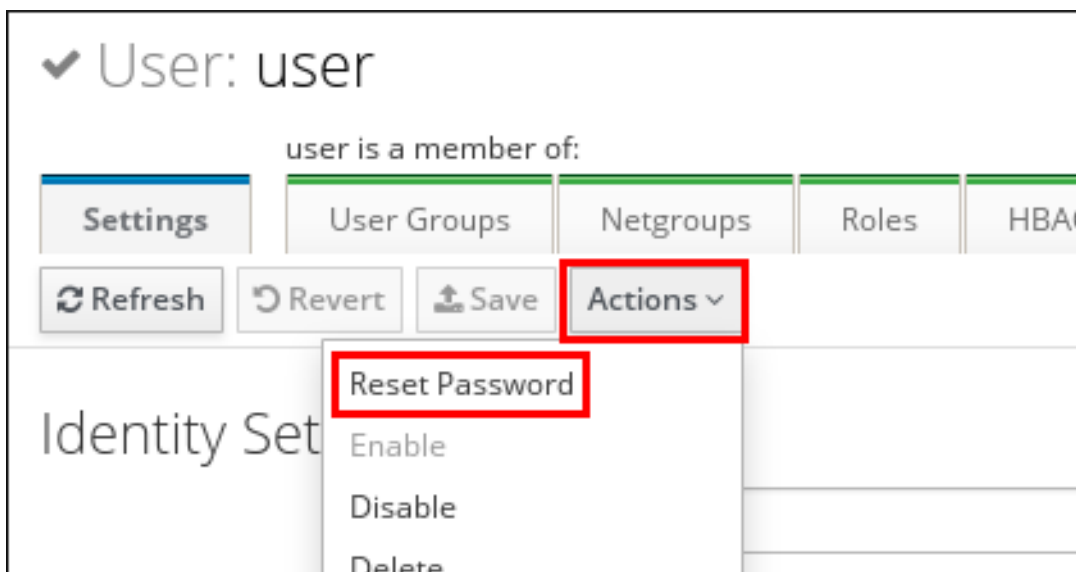 User: user
user is a member of:
Settings User Groups Netgroups Roles
Refresh Revert Save Actions
Reset Password
Identity Set
Enable
Disable
Delete